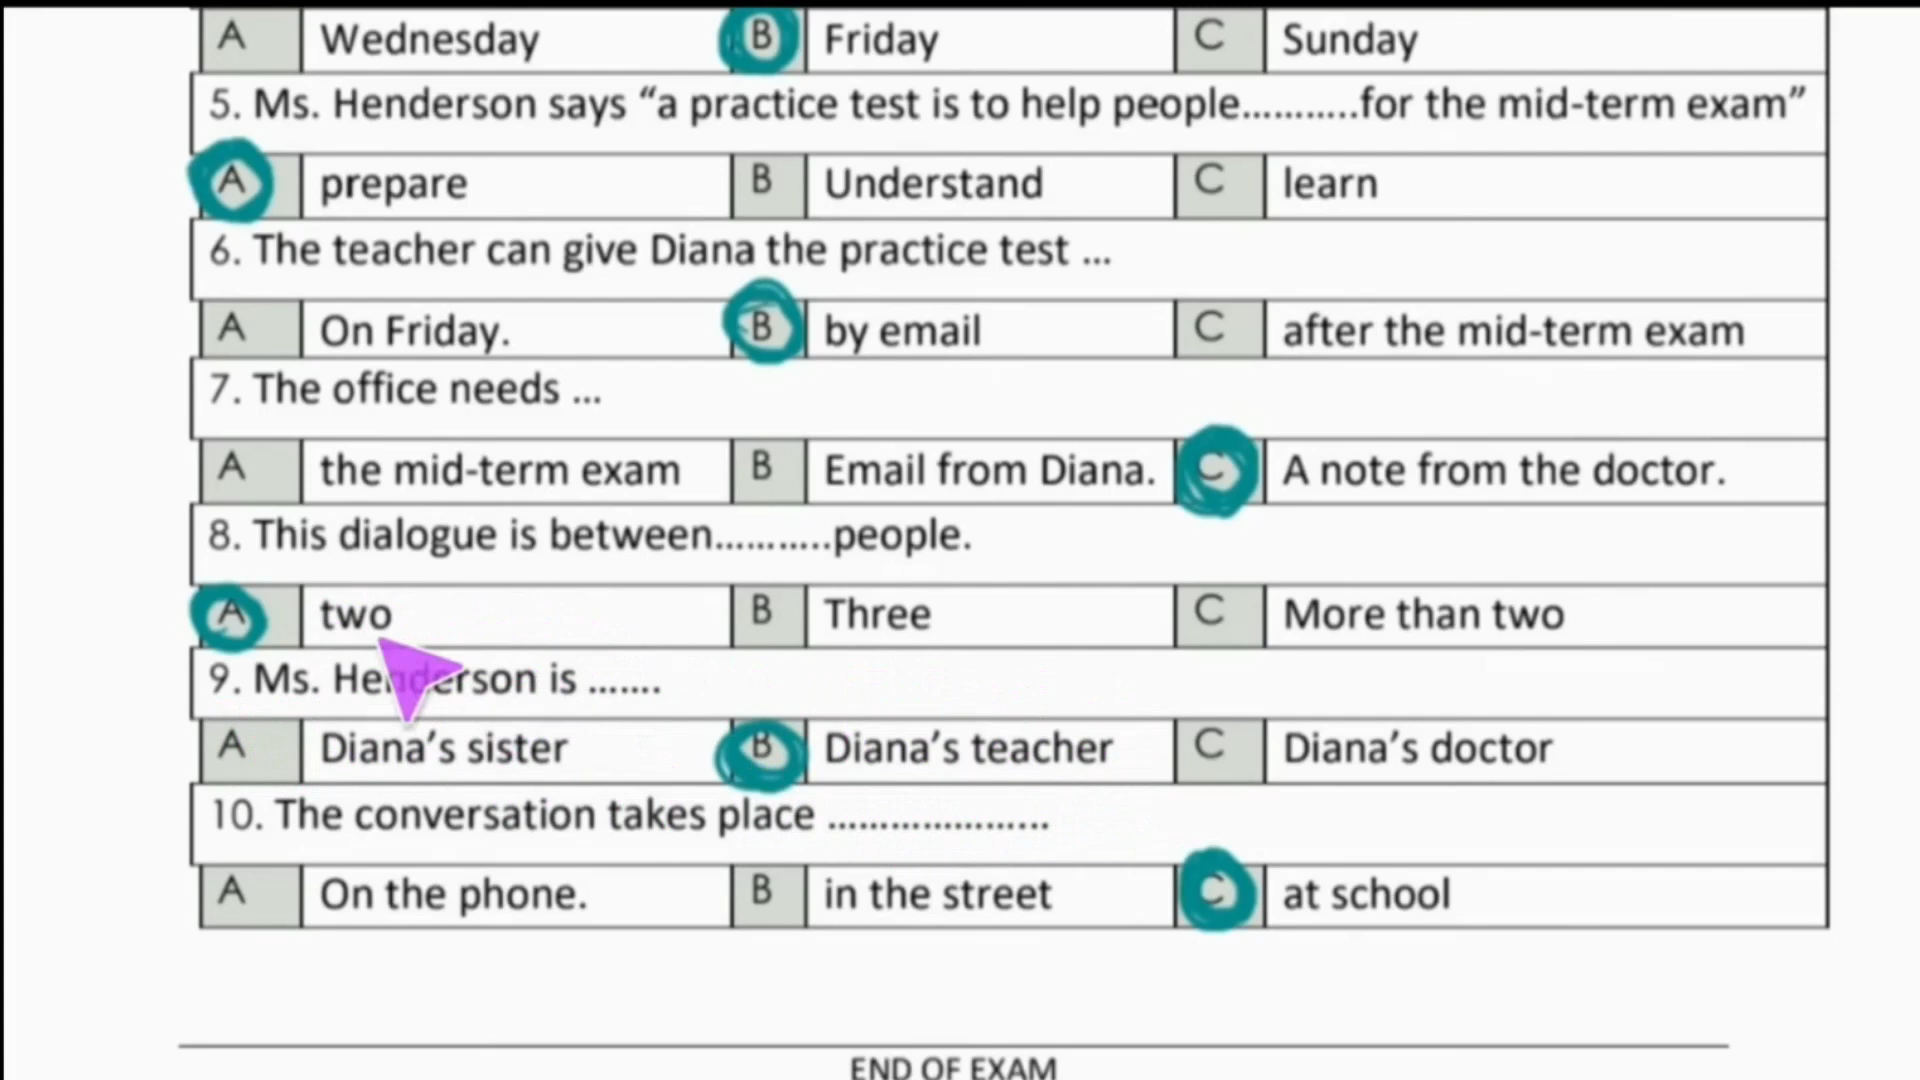 A Wednesday B Friday C Sunday
5. Ms. Henderson says “a practice test is to help people………..for the mid-term exam”
A prepare B Understand C learn
6. The teacher can give Diana the practice test ...
A On Friday. B by email C after the mid-term exam
7. The office needs ...
A the mid-term exam B Email from Diana. C A note from the doctor.
8. This dialogue is between………..people.
A two B Three C More than two
9. Ms. Henderson is …….
A Diana’s sister B Diana’s teacher C Diana’s doctor
10. The conversation takes place …………………..
A On the phone. B in the street C at school
END OF EXAM